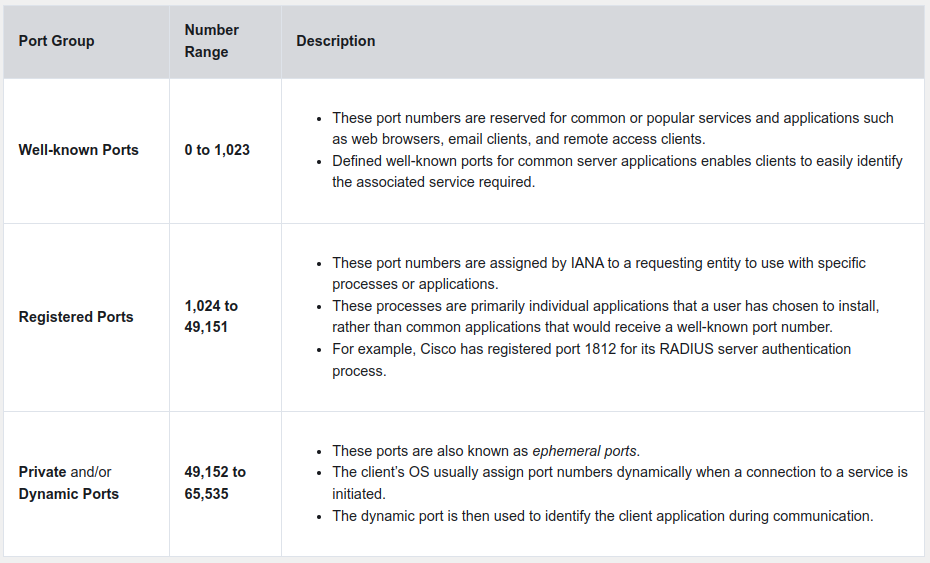 Port Group
Number
Range
Description
Well-known Ports
0 to 1,023
• These port numbers are reserved for common or popular services and applications such
as web browsers, email clients, and remote access clients.
• Defined well-known ports for common server applications enables clients to easily identify
the associated service required.
Registered Ports
1,024 to
49,151
• These port numbers are assigned by IANA to a requesting entity to use with specific
processes or applications.
• These processes are primarily individual applications that a user has chosen to install,
rather than common applications that would receive a well-known port number.
• For example, Cisco has registered port 1812 for its RADIUS server authentication
process.
Private and/or
Dynamic Ports
49,152 to
65,535
• These ports are also known as ephemeral ports.
• The client's OS usually assign port numbers dynamically when a connection to a service is
initiated.
• The dynamic port is then used to identify the client application during communication.